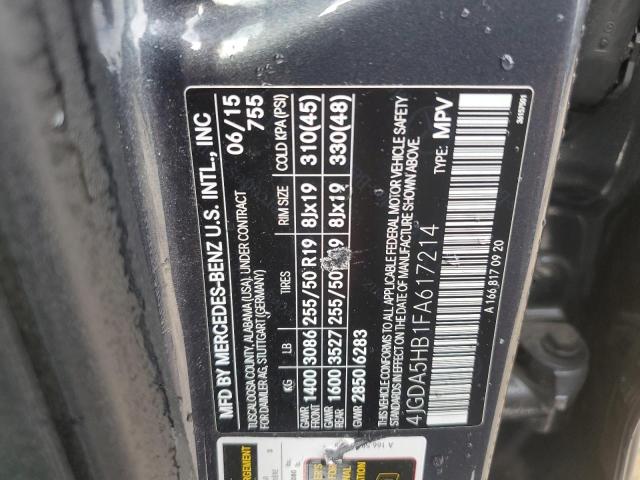 MFD BY MERCEDES-BENZ U.S. INTL., INC
TUSCALOOSA COUNTY, ALABAMA (USA), UNDER CONTRACT 06/15
FOR DAIMLER AG, STUTTGART (GERMANY) 755
KG LB TIRES RIM SIZE COLD KPA (PSI)
GAWR 1400 3086 255/50 R19 8Jx19 310(45)
FRONT
GAWR 1600 3527 255/50 8Jx19 330(48)
REAR
GVWR 2850 6283
THIS VEHICLE CONFORMS TO ALL APPLICABLE FEDERAL MOTOR VEHICLE SAFETY
STANDARDS IN EFFECT ON THE DATE OF MANUFACTURE SHOWN ABOVE.
4JGDA5HB1FA617214 TYPE: MPV
A 166 817 09 20
A 166